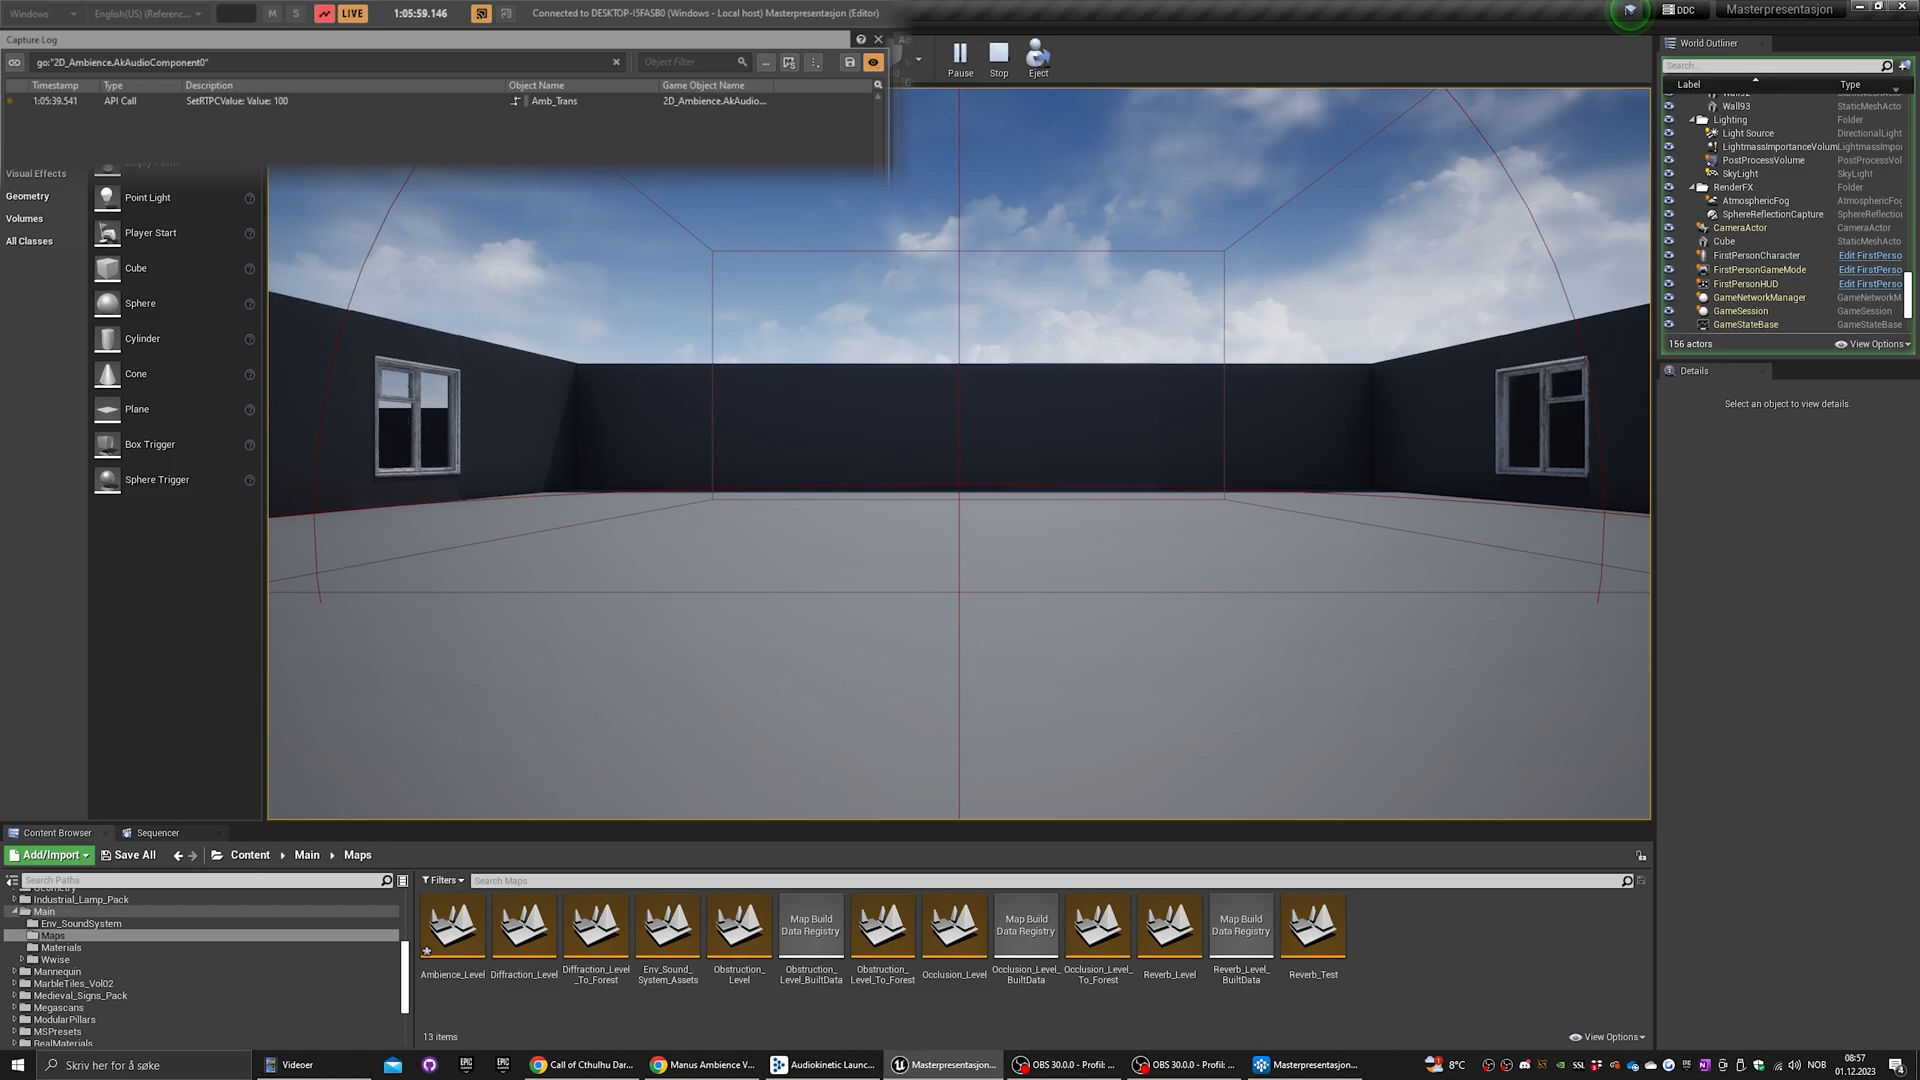 Windows
English(US) (Referenc...
M
S
LIVE
1:05:59.146
Connected to DESKTOP-I5FASB0 (Windows - Local host) Masterpresentasjon (Editor)
DDC
Masterpresentasjon
Capture Log
go:"2D_Ambience.AkAudioComponent0"
Object Filter
...
Timestamp
Type
Description
Object Name
Game Object Name
1:05:39.541
API Call
SetRTPCValue: Value: 100
Amb_Trans
2D_Ambience.AkAudio...
Pause
Stop
Eject
Visual Effects
Geometry
Volumes
All Classes
Point Light
Player Start
Cube
Sphere
Cylinder
Cone
Plane
Box Trigger
Sphere Trigger
World Outliner
Search...
Label
Type
Wall93
StaticMeshActo
Lighting
Folder
Light Source
DirectionalLight
LightmassImportanceVolum
LightmassImpor
PostProcessVolume
PostProcessVol
SkyLight
SkyLight
RenderFX
Folder
AtmosphericFog
AtmosphericFog
SphereReflectionCapture
SphereReflectio
CameraActor
CameraActor
Cube
StaticMeshActo
FirstPersonCharacter
Edit FirstPerso
FirstPersonGameMode
Edit FirstPerso
FirstPersonHUD
Edit FirstPerso
GameNetworkManager
GameNetworkM
GameSession
GameSession
GameStateBase
GameStateBase
156 actors
View Options
Details
Select an object to view details.
Content Browser
Sequencer
Add/Import
Save All
Content
Main
Maps
Search Paths
Filters
Search Maps
Geometry
Industrial_Lamp_Pack
Main
Env_SoundSystem
Maps
Materials
Wwise
Mannequin
MarbleTiles_Vol02
Medieval_Signs_Pack
Megascans
ModularPillars
MSPresets
RealMaterials
Map Build
Data Registry
Map Build
Data Registry
Map Build
Data Registry
Ambience_Level
Diffraction_Level
Diffraction_Level
_To_Forest
Env_Sound_
System_Assets
Obstruction_
Level
Obstruction_
Level_BuiltData
Obstruction_
Level_To_Forest
Occlusion_Level
Occlusion_Level_
BuiltData
Occlusion_Level_
To_Forest
Reverb_Level
Reverb_Level_
BuiltData
Reverb_Test
13 items
View Options
Skriv her for å søke
Videoer
EPIC
EPIC
Call of Cthulhu Dar...
Manus Ambience V...
Audiokinetic Launc...
Masterpresentasjon...
OBS 30.0.0 - Profil: ...
OBS 30.0.0 - Profil: ...
Masterpresentasjon...
8°C
SSL
NOB
08:57
01.12.2023